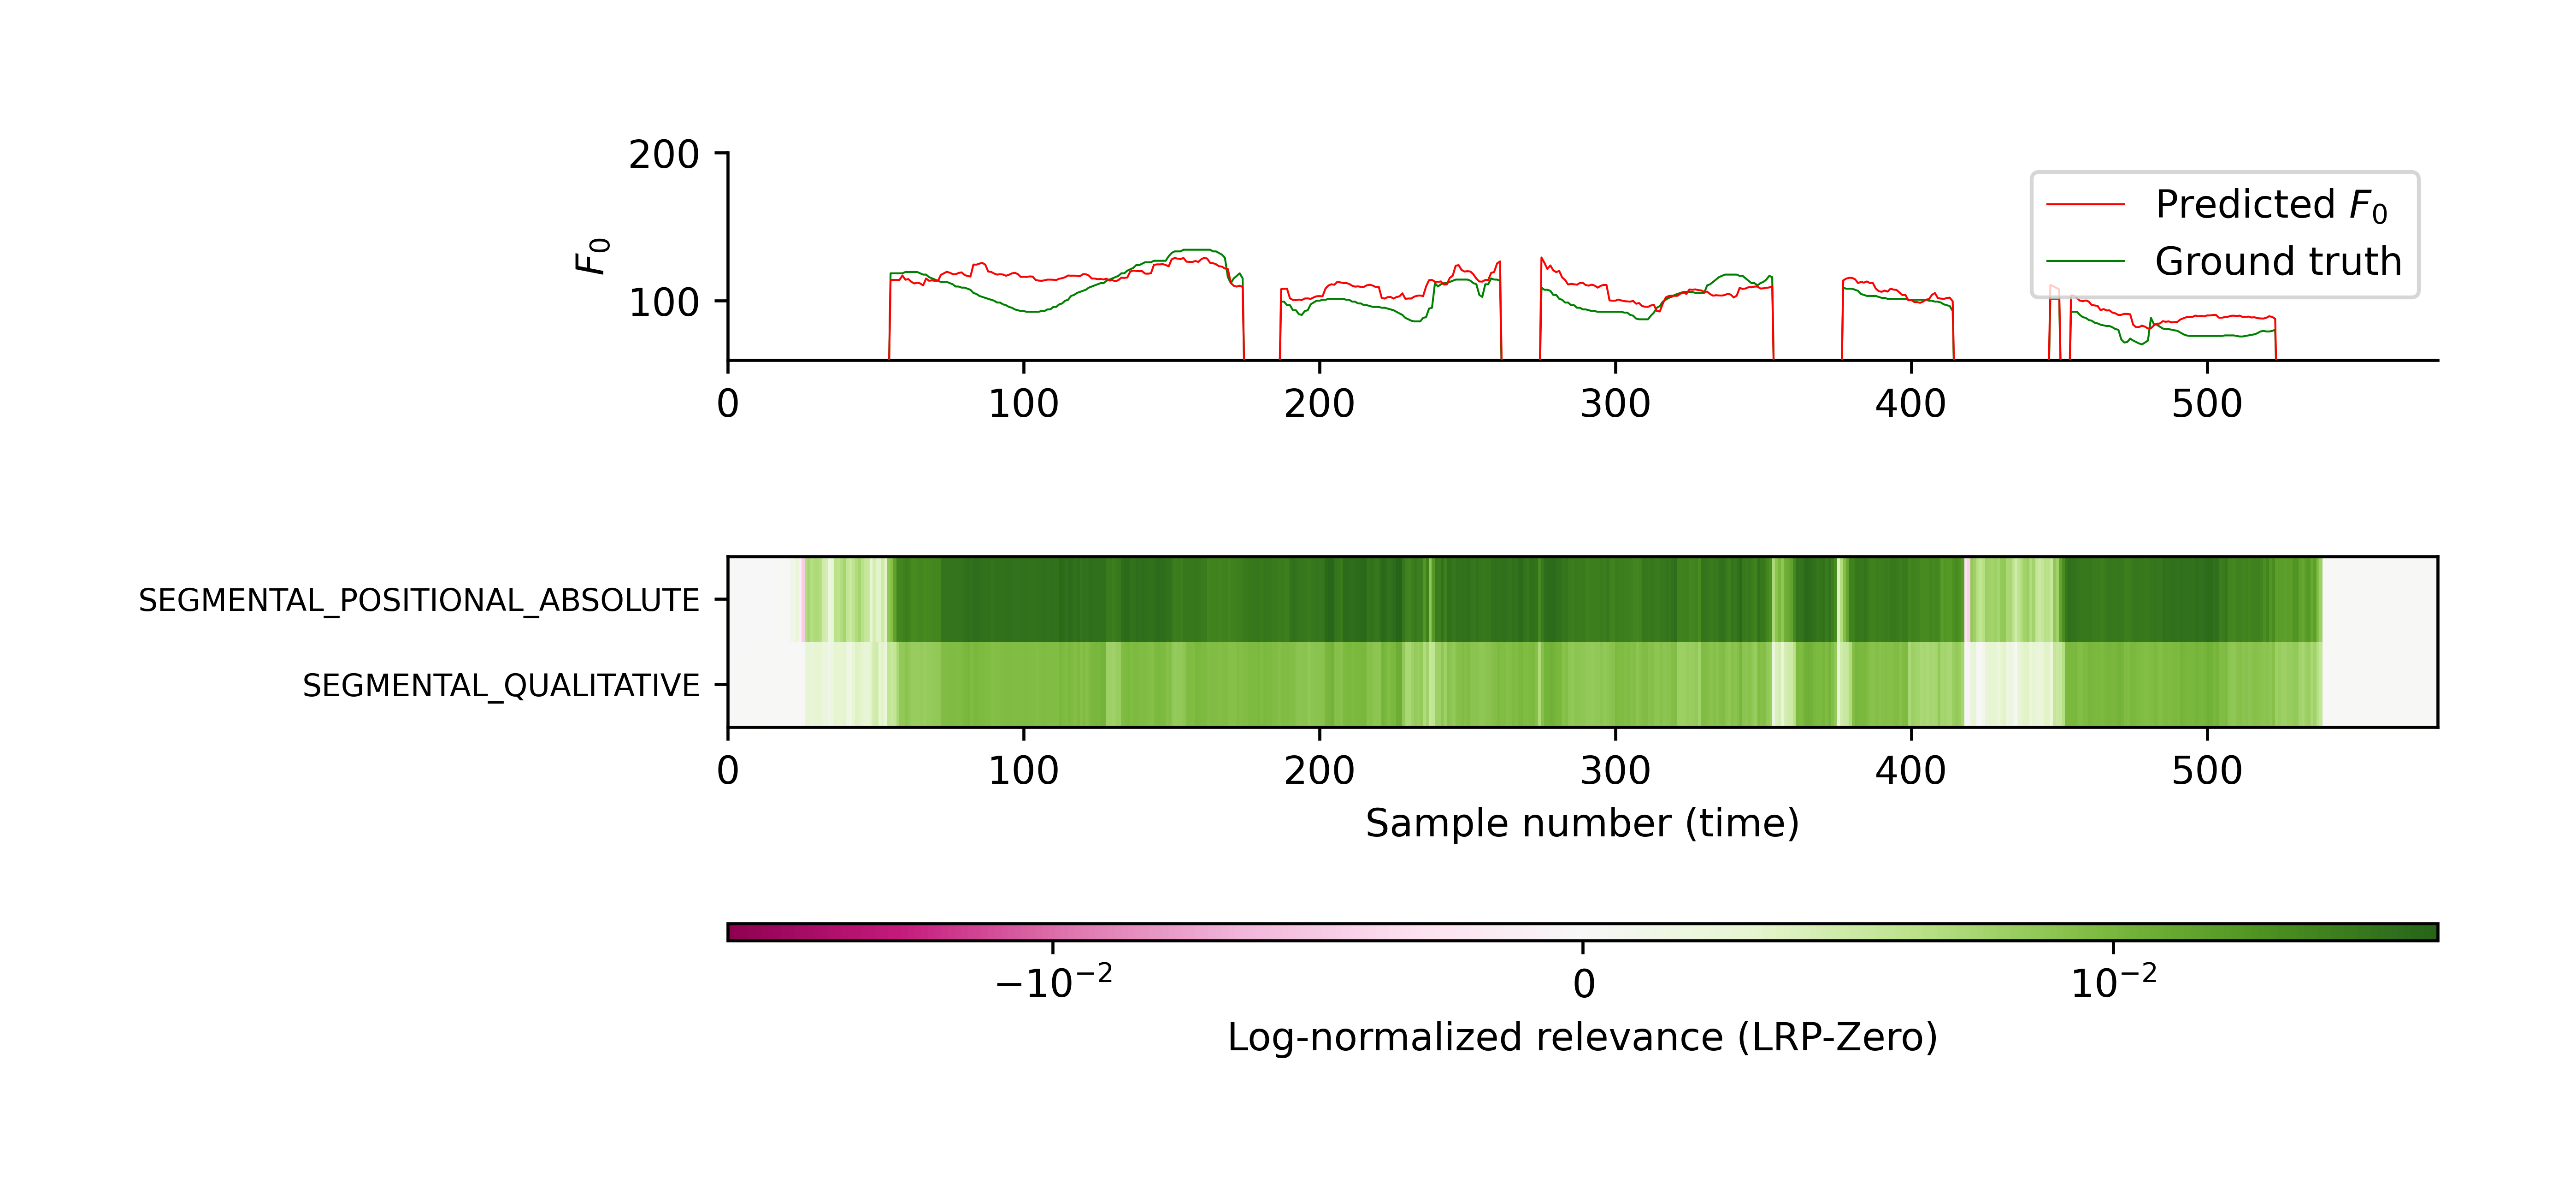 200
100
F₀
Predicted F₀
Ground truth
0 100 200 300 400 500
SEGMENTAL_POSITIONAL_ABSOLUTE
SEGMENTAL_QUALITATIVE
0 100 200 300 400 500
Sample number (time)
−10⁻² 0 10⁻²
Log-normalized relevance (LRP-Zero)